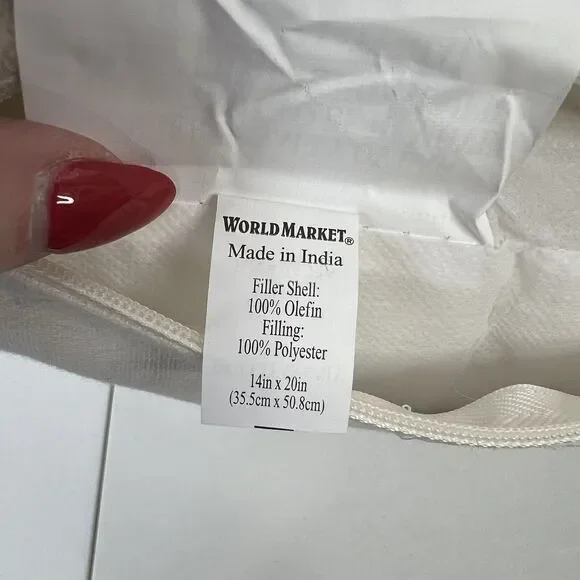 WORLD MARKET®
Made in India
Filler Shell:
100% Olefin
Filling:
100% Polyester
14in x 20in
(35.5cm x 50.8cm)